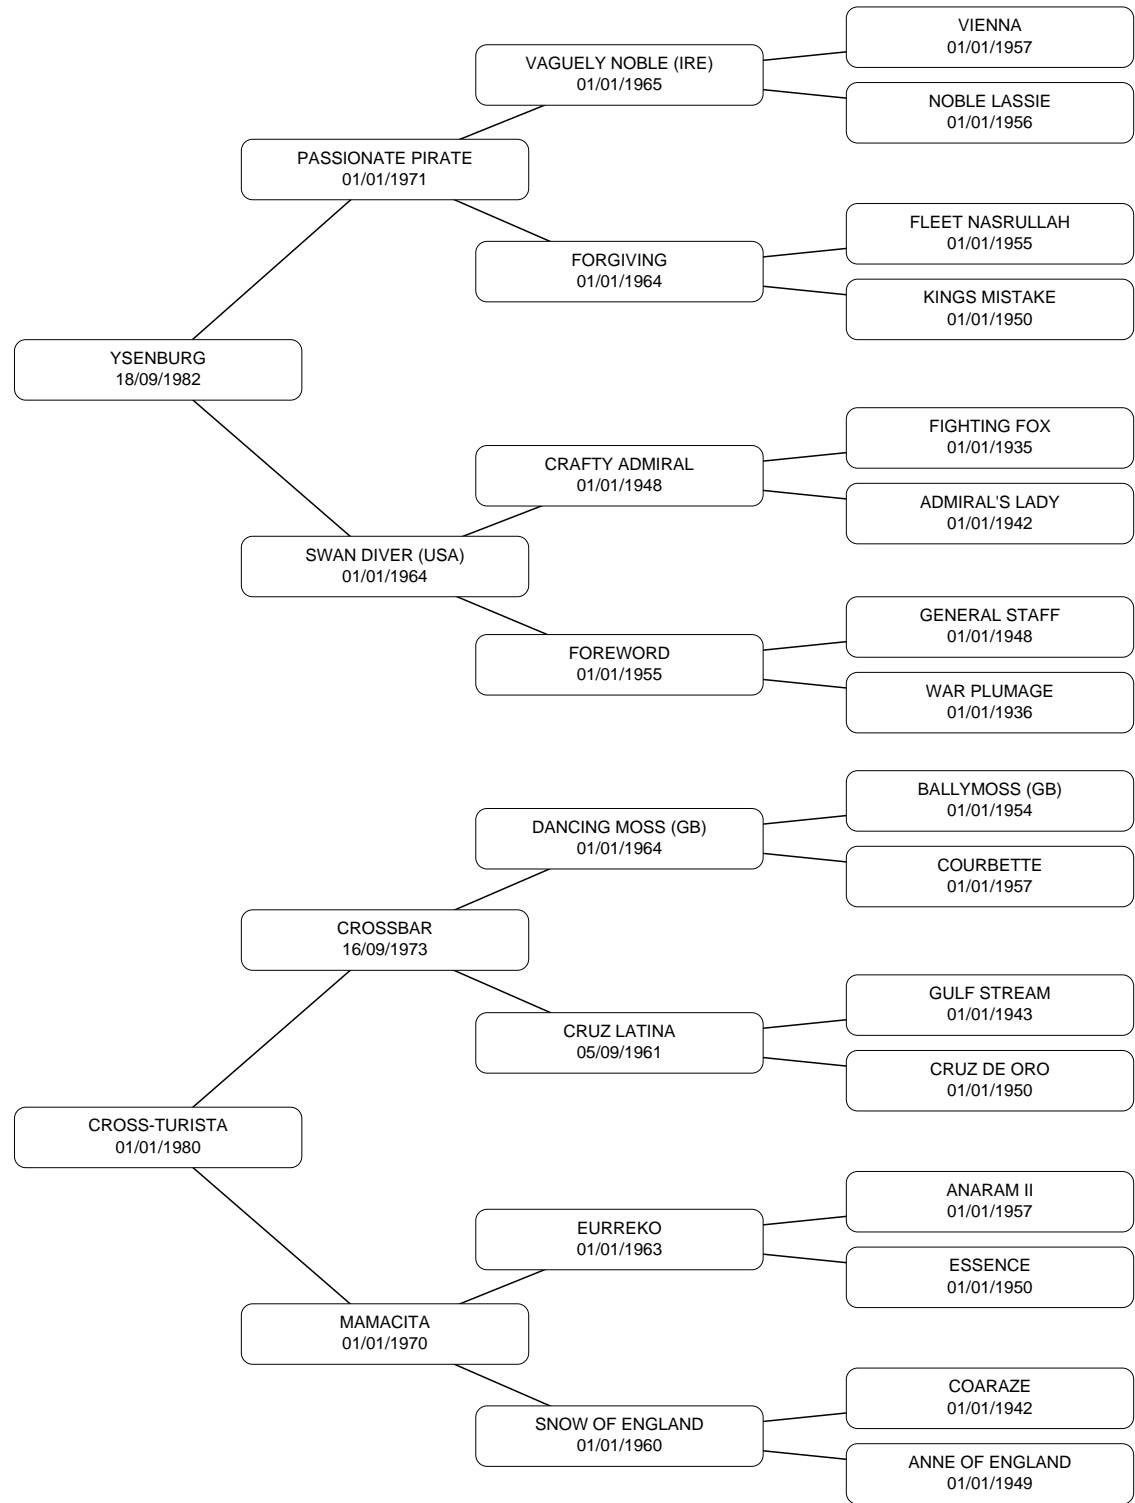 VIENNA
01/01/1957
VAGUELY NOBLE (IRE)
01/01/1965
NOBLE LASSIE
01/01/1956
PASSIONATE PIRATE
01/01/1971
FLEET NASRULLAH
01/01/1955
FORGIVING
01/01/1964
KINGS MISTAKE
01/01/1950
YSENBURG
18/09/1982
FIGHTING FOX
01/01/1935
CRAFTY ADMIRAL
01/01/1948
ADMIRAL'S LADY
01/01/1942
SWAN DIVER (USA)
01/01/1964
GENERAL STAFF
01/01/1948
FOREWORD
01/01/1955
WAR PLUMAGE
01/01/1936
BALLYMOSS (GB)
01/01/1954
DANCING MOSS (GB)
01/01/1964
COURBETTE
01/01/1957
CROSSBAR
16/09/1973
GULF STREAM
01/01/1943
CRUZ LATINA
05/09/1961
CRUZ DE ORO
01/01/1950
CROSS-TURISTA
01/01/1980
ANARAM II
01/01/1957
EURREKO
01/01/1963
ESSENCE
01/01/1950
MAMACITA
01/01/1970
COARAZE
01/01/1942
SNOW OF ENGLAND
01/01/1960
ANNE OF ENGLAND
01/01/1949